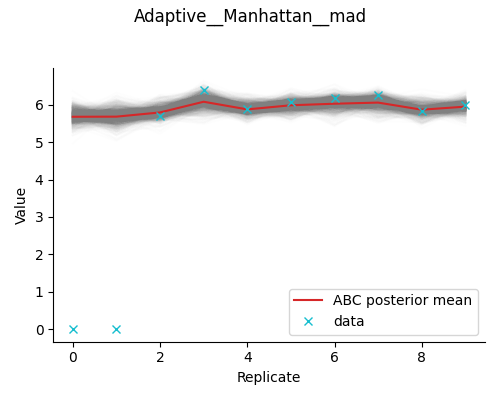 Adaptive__Manhattan__mad
6
5
4
3
2
1
0
Value
ABC posterior mean
data
0 2 4 6 8
Replicate